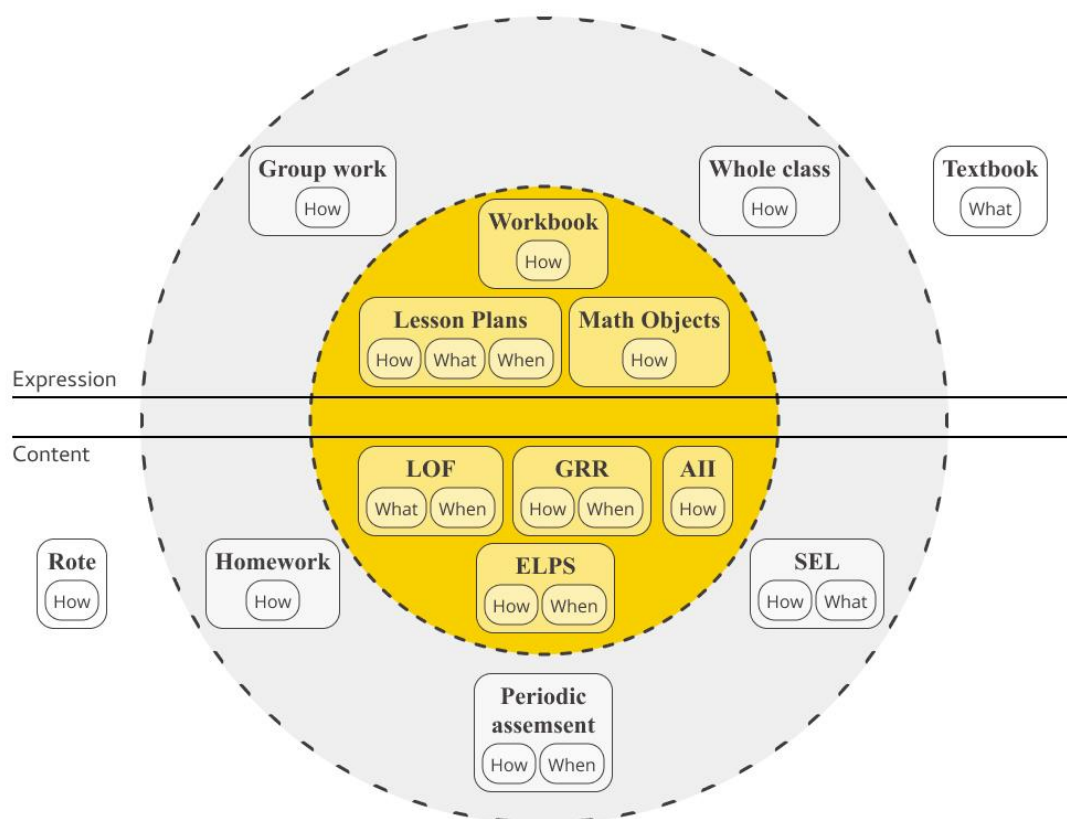 Group work
How
Whole class
How
Textbook
What
Workbook
How
Lesson Plans
How What When
Math Objects
How
Expression
Content
LOF
What When
GRR
How When
AII
How
Rote
How
Homework
How
ELPS
How When
SEL
How What
Periodic
assemsent
How When